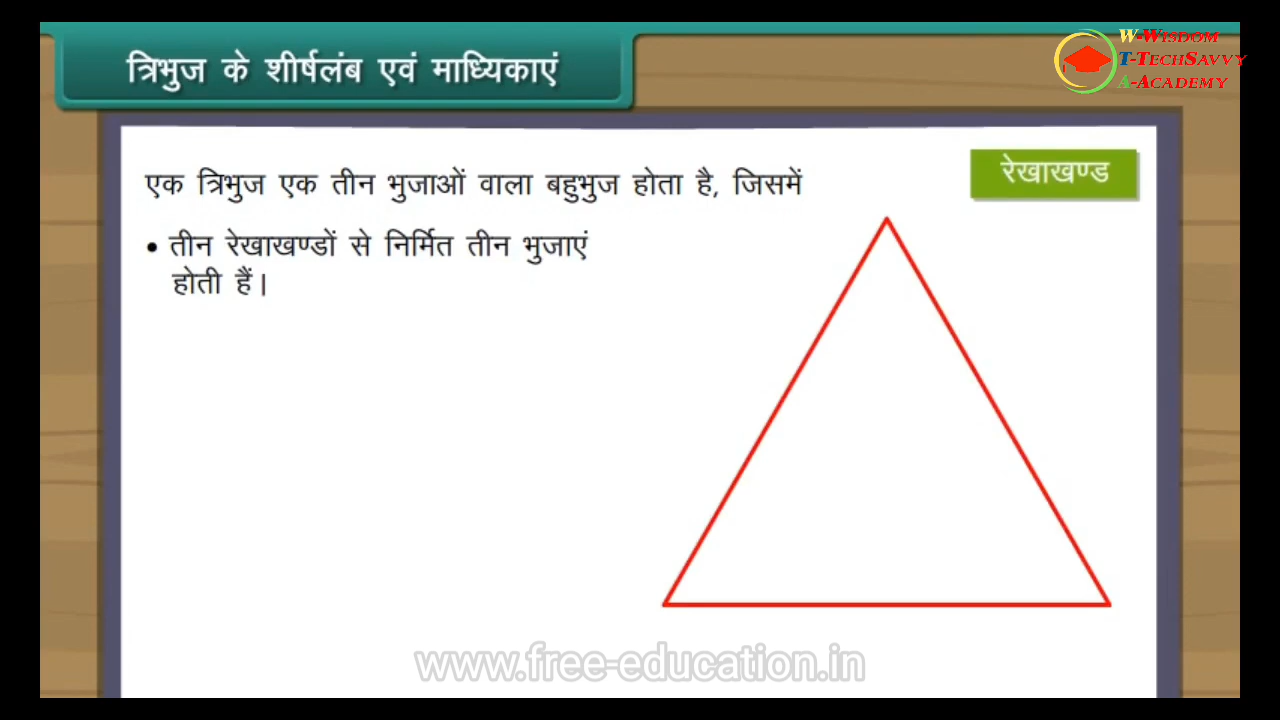 त्रिभुज के शीर्षलंब एवं माध्यिकाएं
W-WISDOM
T-TECHSAVVY
A-ACADEMY
रेखाखण्ड
एक त्रिभुज एक तीन भुजाओं वाला बहुभुज होता है, जिसमें
• तीन रेखाखण्डों से निर्मित तीन भुजाएं
होती हैं।
www.free-education.in